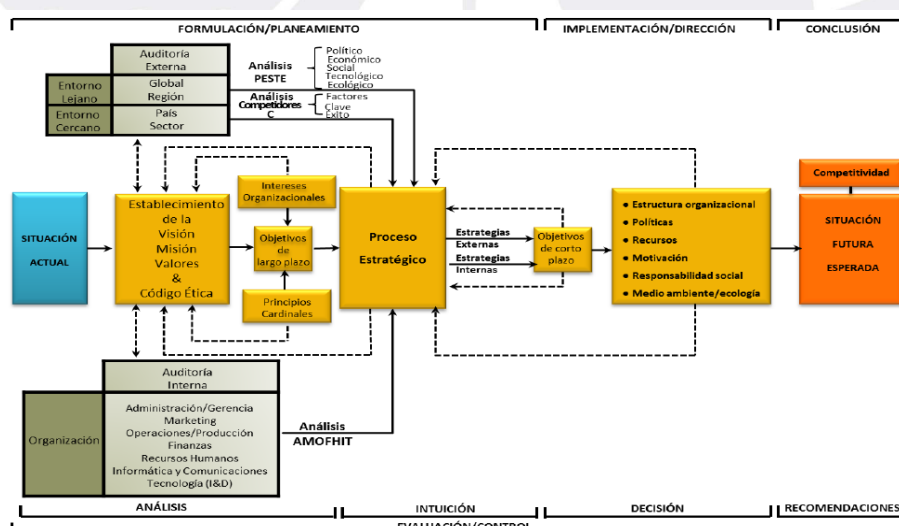 FORMULACIÓN/PLANEAMIENTO
IMPLEMENTACIÓN/DIRECCIÓN
CONCLUSIÓN
Auditoría
Externa
Entorno
Lejano
Global
Región
Entorno
Cercano
País
Sector
Análisis
PESTE
Político
Económico
Social
Tecnológico
Ecológico
Análisis
Competidores
C
Factores
Clave
Éxito
SITUACIÓN
ACTUAL
Establecimiento
de la
Visión
Misión
Valores
&
Código Ética
Intereses
Organizacionales
Objetivos
de
largo plazo
Principios
Cardinales
Proceso
Estratégico
Estrategias
Externas
Estrategias
Internas
Objetivos
de corto
plazo
• Estructura organizacional
• Políticas
• Recursos
• Motivación
• Responsabilidad social
• Medio ambiente/ecología
Competitividad
SITUACIÓN
FUTURA
ESPERADA
Auditoría
Interna
Organización
Administración/Gerencia
Marketing
Operaciones/Producción
Finanzas
Recursos Humanos
Informática y Comunicaciones
Tecnología (I&D)
Análisis
AMOFHIT
ANÁLISIS
INTUICIÓN
DECISIÓN
RECOMENDACIONES
EVALUACIÓN/CONTROL